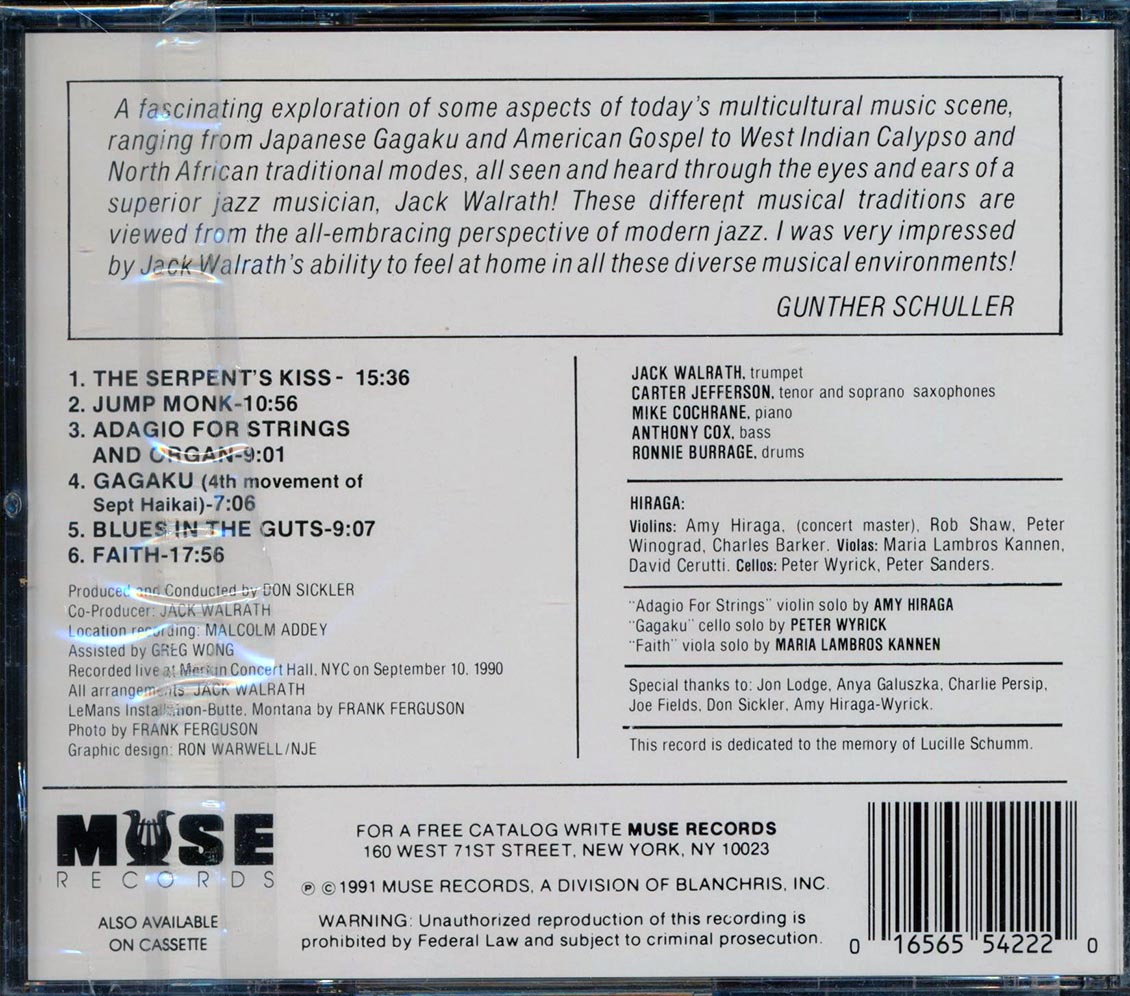 A fascinating exploration of some aspects of today's multicultural music scene,
ranging from Japanese Gagaku and American Gospel to West Indian Calypso and
North African traditional modes, all seen and heard through the eyes and ears of a
superior jazz musician, Jack Walrath! These different musical traditions are
viewed from the all-embracing perspective of modern jazz. I was very impressed
by Jack Walrath's ability to feel at home in all these diverse musical environments!
GUNTHER SCHULLER
1. THE SERPENT'S KISS- 15:36
2. JUMP MONK-10:56
3. ADAGIO FOR STRINGS
AND ORGAN-9:01
4. GAGAKU (4th movement of
Sept Haikai)-7:06
5. BLUES IN THE GUTS-9:07
6. FAITH-17:56
Produced and Conducted by DON SICKLER
Co-Producer: JACK WALRATH
Location recording: MALCOLM ADDEY
Assisted by GREG WONG
Recorded live at Merkin Concert Hall, NYC on September 10, 1990
All arrangements JACK WALRATH
LeMans Installation-Butte, Montana by FRANK FERGUSON
Photo by FRANK FERGUSON
Graphic design: RON WARWELL/NJE
JACK WALRATH, trumpet
CARTER JEFFERSON, tenor and soprano saxophones
MIKE COCHRANE, piano
ANTHONY COX, bass
RONNIE BURRAGE, drums
HIRAGA:
Violins: Amy Hiraga, (concert master), Rob Shaw, Peter
Winograd, Charles Barker. Violas: Maria Lambros Kannen,
David Cerutti. Cellos: Peter Wyrick, Peter Sanders.
"Adagio For Strings" violin solo by AMY HIRAGA
"Gagaku" cello solo by PETER WYRICK
"Faith" viola solo by MARIA LAMBROS KANNEN
Special thanks to: Jon Lodge, Anya Galuszka, Charlie Persip,
Joe Fields, Don Sickler, Amy Hiraga-Wyrick.
This record is dedicated to the memory of Lucille Schumm.
MUSE
RECORDS
ALSO AVAILABLE
ON CASSETTE
FOR A FREE CATALOG WRITE MUSE RECORDS
160 WEST 71ST STREET, NEW YORK, NY 10023
℗ © 1991 MUSE RECORDS, A DIVISION OF BLANCHRIS, INC.
WARNING: Unauthorized reproduction of this recording is
prohibited by Federal Law and subject to criminal prosecution.
0 16565 54222 0